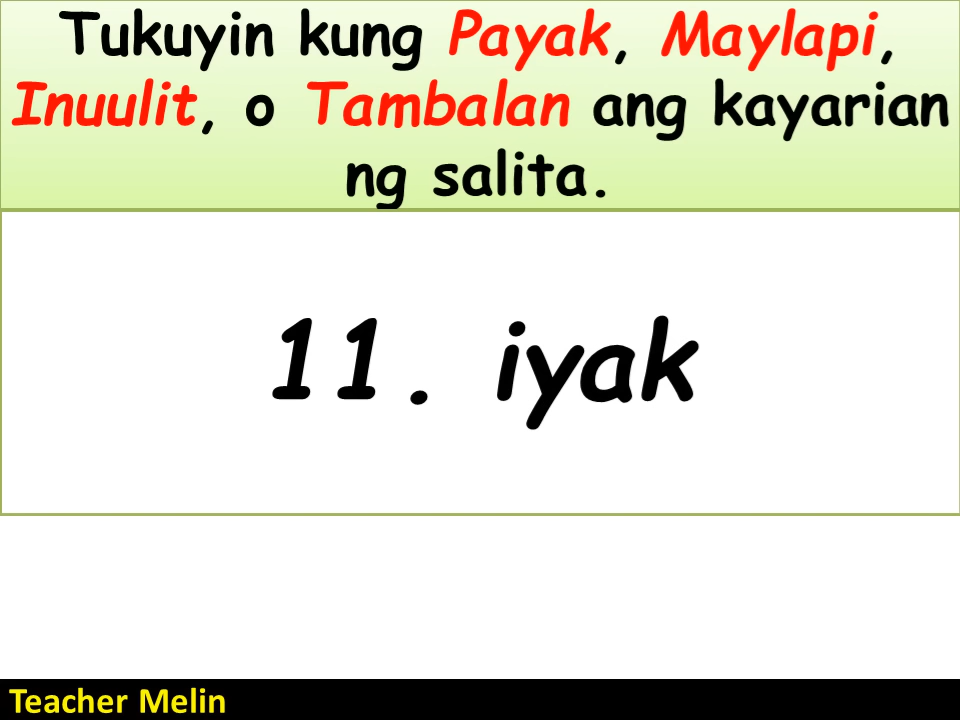 Tukuyin kung Payak, Maylapi,
Inuulit, o Tambalan ang kayarian
ng salita.
11. iyak
Teacher Melin